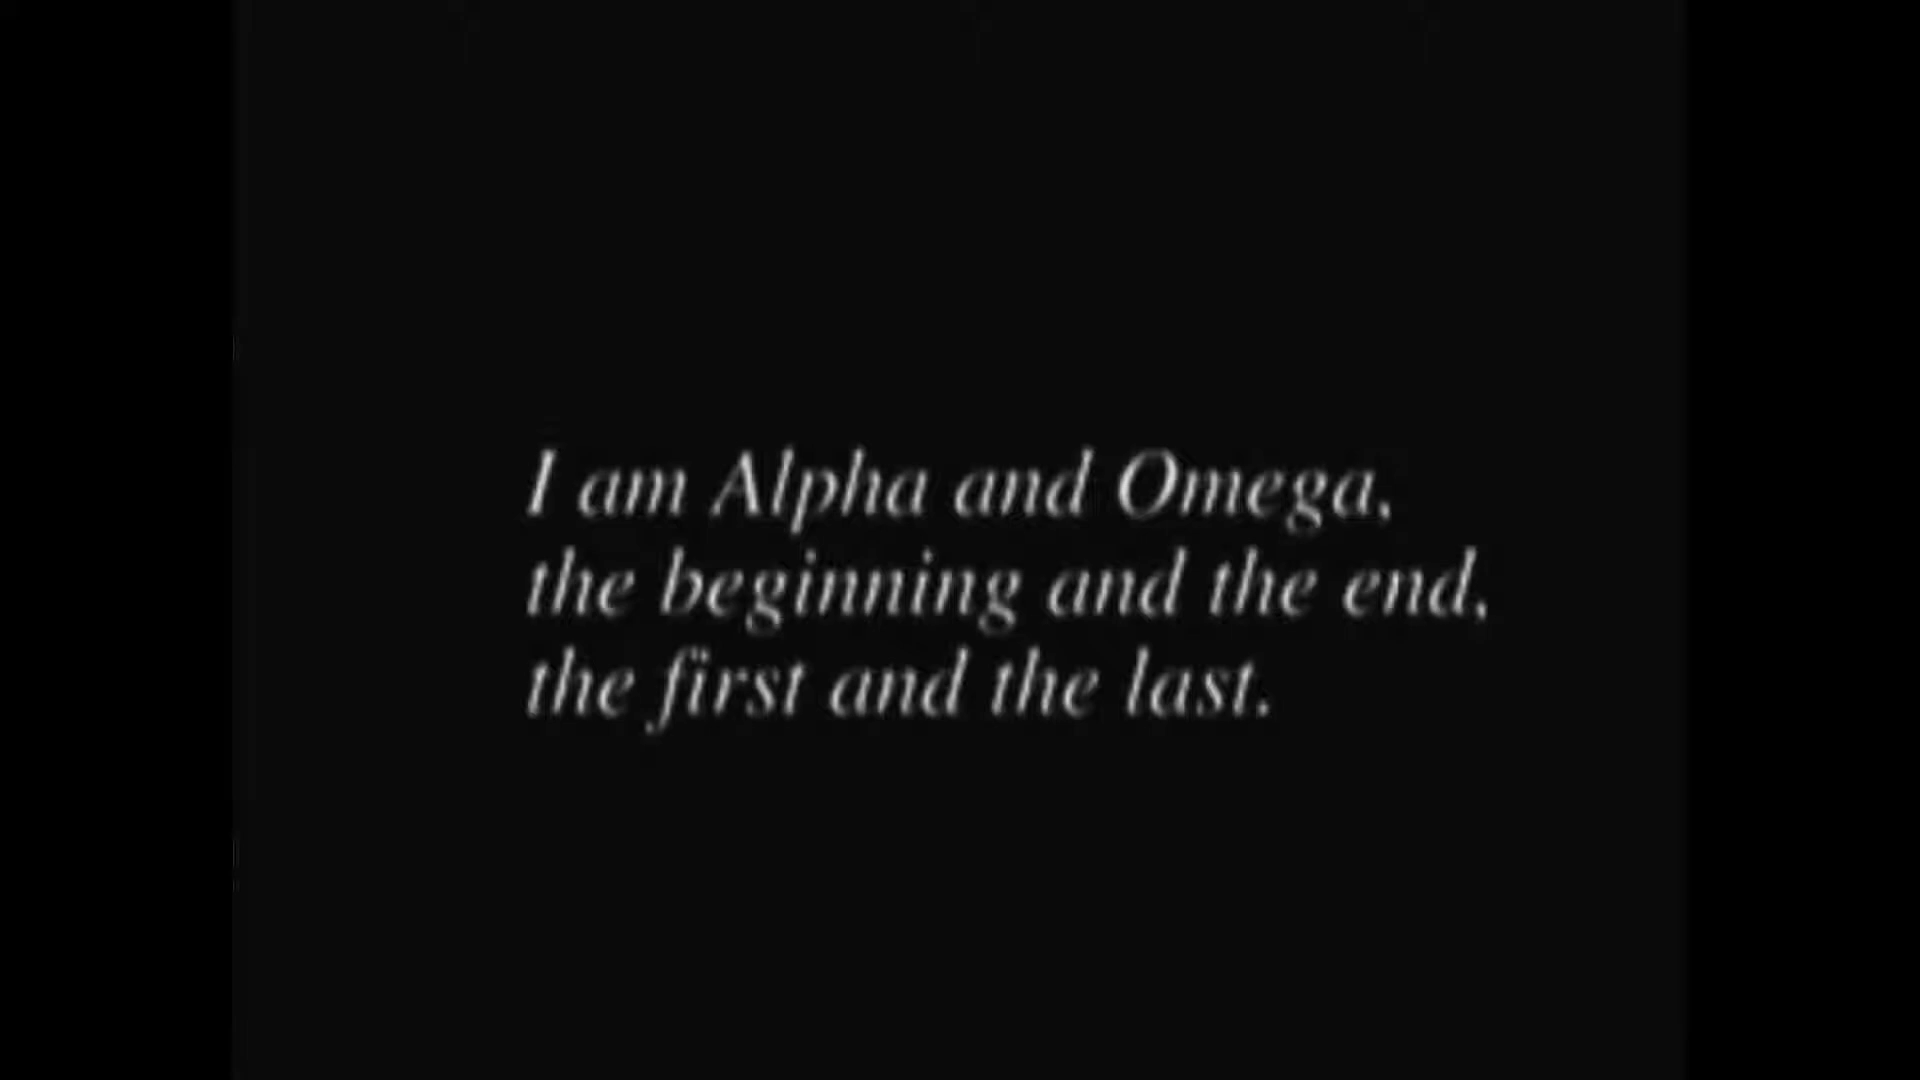 I am Alpha and Omega,
the beginning and the end,
the first and the last.